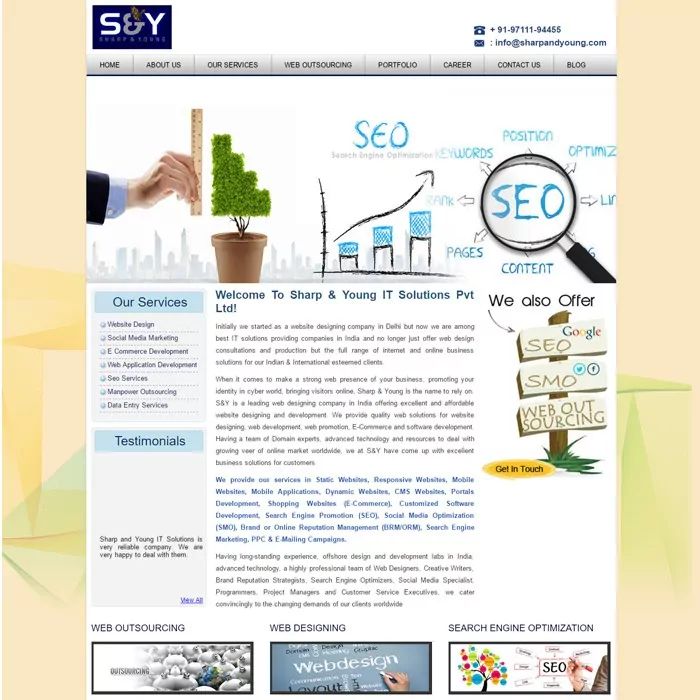 S&Y
SHARP & YOUNG
+ 91-97111-94455
: info@sharpandyoung.com
HOME
ABOUT US
OUR SERVICES
WEB OUTSOURCING
PORTFOLIO
CAREER
CONTACT US
BLOG
SEO
Search Engine Optimization
KEYWORDS
POSITION
OPTIMIZ
RANK
SEO
LIN
PAGES
CONTENT
Our Services
Website Design
Social Media Marketing
E Commerce Development
Web Application Development
Seo Services
Manpower Outsourcing
Data Entry Services
Testimonials
Sharp and Young IT Solutions is
very reliable company. We are
very happy to deal with them.
View All
Welcome To Sharp & Young IT Solutions Pvt
Ltd!
Initially we started as a website designing company in Delhi but now we are among
best IT solutions providing companies in India and no longer just offer web design
consultations and production but the full range of internet and online business
solutions for our Indian & International esteemed clients.
When it comes to make a strong web presence of your business, promoting your
identity in cyber world, bringing visitors online, Sharp & Young is the name to rely on.
S&Y is a leading web designing company in India offering excellent and affordable
website designing and development. We provide quality web solutions for website
designing, web development, web promotion, E-Commerce and software development.
Having a team of Domain experts, advanced technology and resources to deal with
growing veer of online market worldwide, we at S&Y have come up with excellent
business solutions for customers
We provide our services in Static Websites, Responsive Websites, Mobile
Websites, Mobile Applications, Dynamic Websites, CMS Websites, Portals
Development, Shopping Websites (E-Commerce), Customized Software
Development, Search Engine Promotion (SEO), Social Media Optimization
(SMO), Brand or Online Reputation Management (BRM/ORM), Search Engine
Marketing, PPC & E-Mailing Campaigns.
Having long-standing experience, offshore design and development labs in India,
advanced technology, a highly professional team of Web Designers, Creative Writers,
Brand Reputation Strategists, Search Engine Optimizers, Social Media Specialist,
Programmers, Project Managers and Customer Service Executives, we cater
convincingly to the changing demands of our clients worldwide
We also Offer
Google
SEO
SMO
WEB OUT
SOURCING
Get In Touch
WEB OUTSOURCING
WEB DESIGNING
SEARCH ENGINE OPTIMIZATION
OUTSOURCING
Domain
Design
Graphic
Webdesign
Layout
SEO